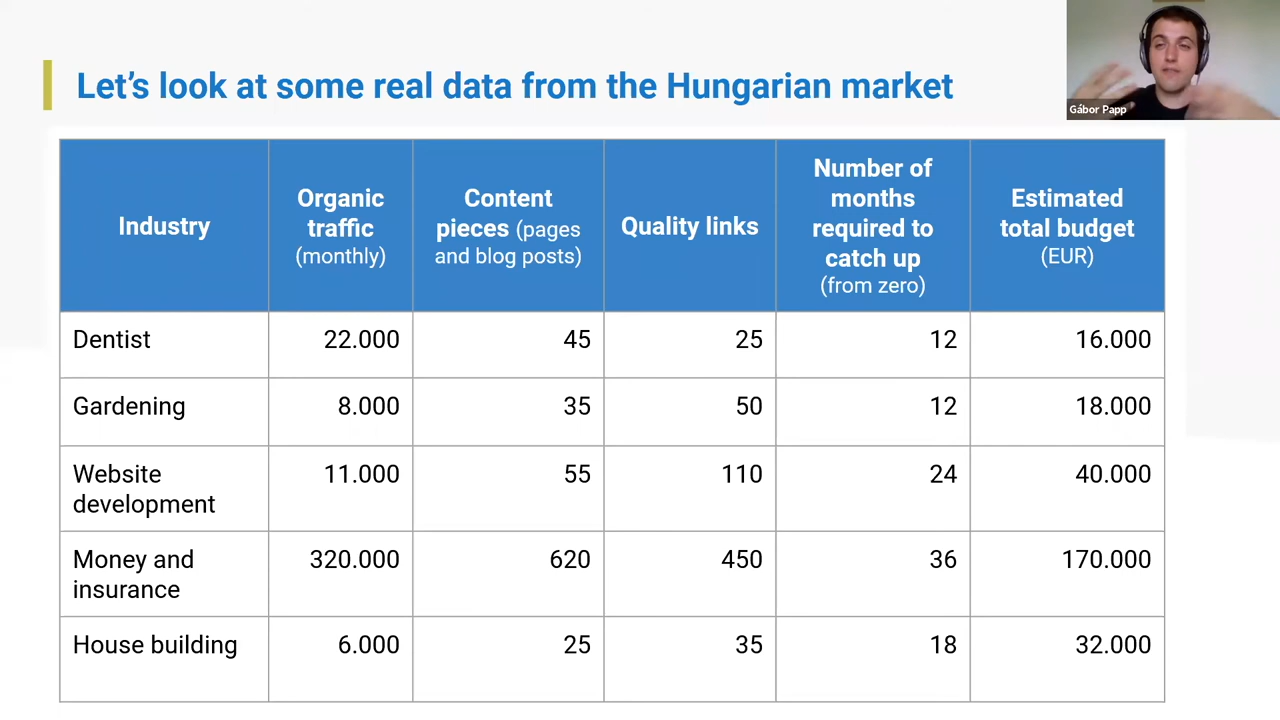 Let's look at some real data from the Hungarian market
Gábor Papp
Industry
Organic
traffic
(monthly)
Content
pieces (pages
and blog posts)
Quality links
Number of
months
required to
catch up
(from zero)
Estimated
total budget
(EUR)
Dentist
22.000
45
25
12
16.000
Gardening
8.000
35
50
12
18.000
Website
development
11.000
55
110
24
40.000
Money and
insurance
320.000
620
450
36
170.000
House building
6.000
25
35
18
32.000